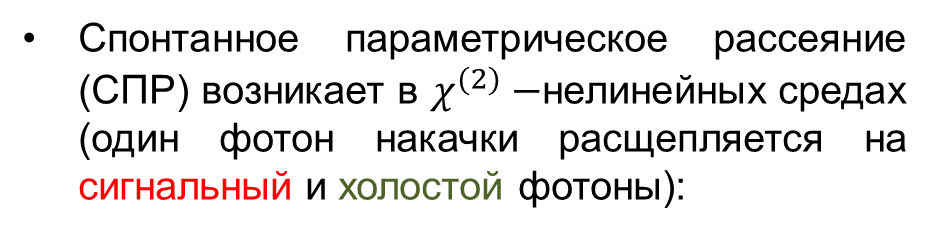 • Спонтанное параметрическое рассеяние
(СПР) возникает в χ⁽²⁾ −нелинейных средах
(один фотон накачки расщепляется на
сигнальный и холостой фотоны):